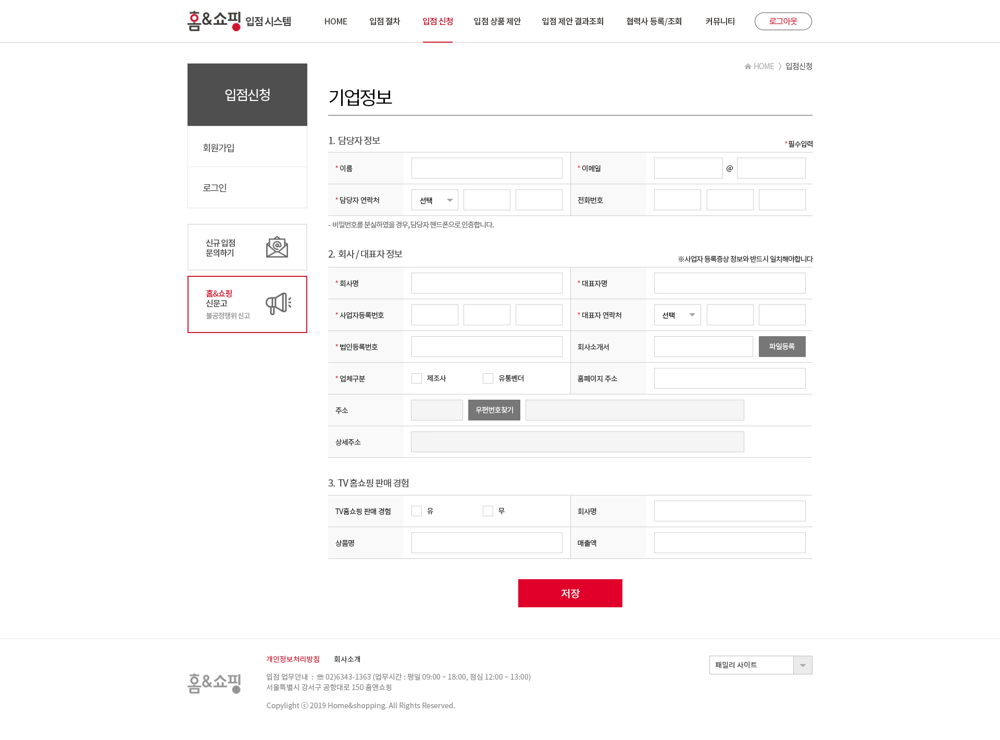 홈&쇼핑 입점 시스템
HOME 입점 절차 입점 신청 입점 상품 제안 입점 제안 결과조회 협력사 등록/조회 커뮤니티 로그아웃
HOME 〉 입점신청
입점신청
회원가입
로그인
신규 입점
문의하기
홈&쇼핑
신문고
불공정행위 신고
기업정보
1. 담당자 정보
* 필수입력
* 이름
* 이메일 @
* 담당자 연락처 선택
전화번호
- 비밀번호를 분실하였을 경우, 담당자 핸드폰으로 인증합니다.
2. 회사 / 대표자 정보
※사업자 등록증상 정보와 반드시 일치해야합니다
* 회사명
* 대표자명
* 사업자등록번호
* 대표자 연락처 선택
* 법인등록번호
회사소개서 파일등록
* 업체구분 제조사 유통벤더
홈페이지 주소
주소 우편번호찾기
상세주소
3. TV 홈쇼핑 판매 경험
TV홈쇼핑 판매 경험 유 무
회사명
상품명
매출액
저장
개인정보처리방침 회사소개
패밀리 사이트
홈&쇼핑
입점 업무안내 : ☏ 02)6343-1363 (업무시간 : 평일 09:00 ~ 18:00, 점심 12:00 ~ 13:00)
서울특별시 강서구 공항대로 150 홈앤쇼핑
Copylight ⓒ 2019 Home&shopping. All Rights Reserved.